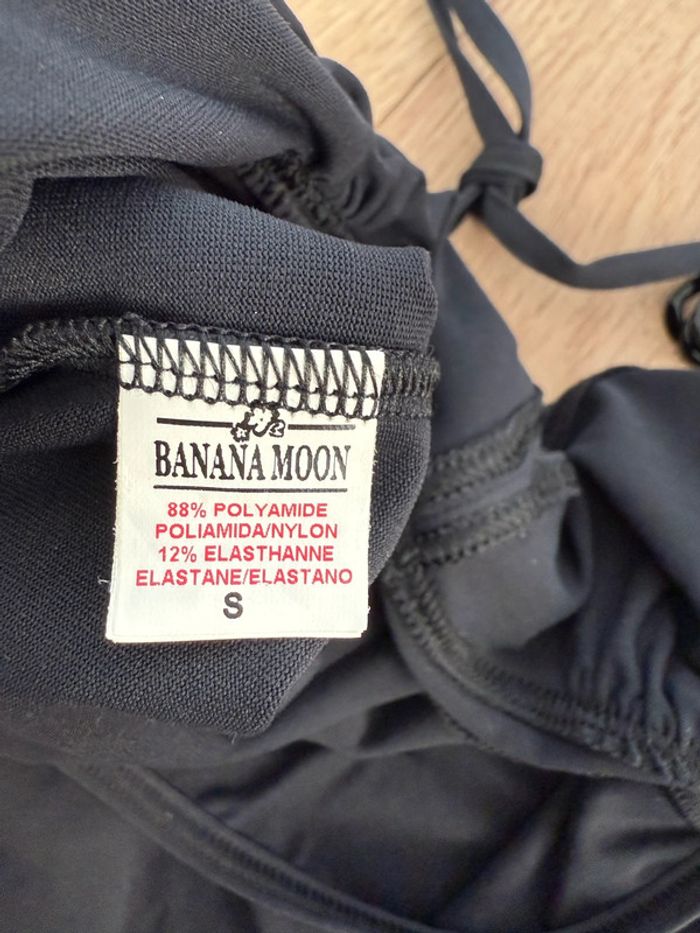 BANANA MOON
88% POLYAMIDE
POLIAMIDA/NYLON
12% ELASTHANNE
ELASTANE/ELASTANO
S